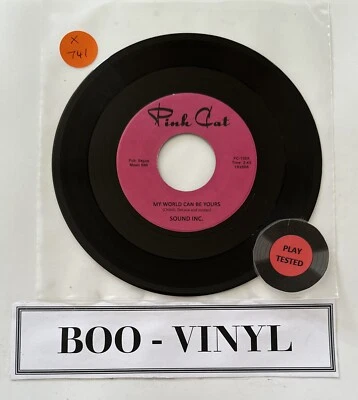 X
741
Pink Cat
MY WORLD CAN BE YOURS
SOUND INC.
PLAY
TESTED
BOO - VINYL